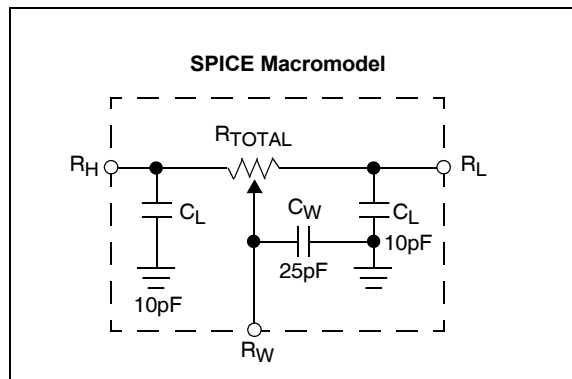 SPICE Macromodel
RTOTAL
RH
RL
CL
CW
CL
10pF
25pF
10pF
RW